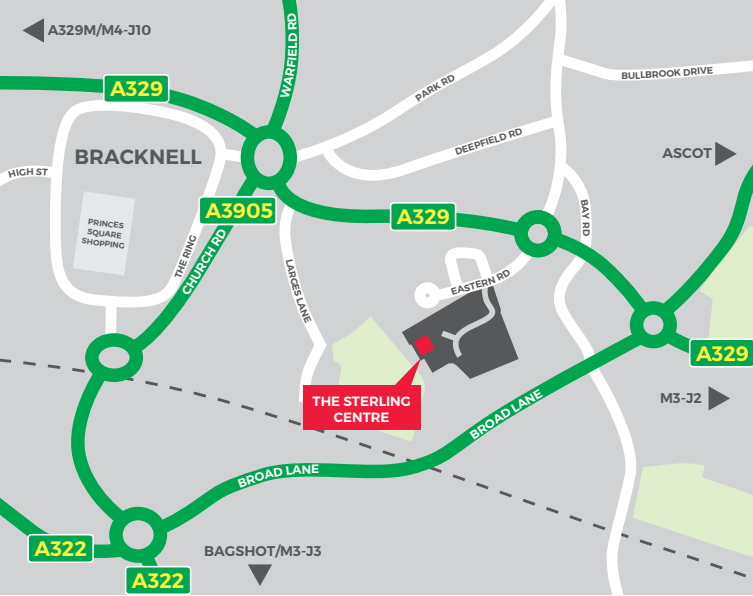 A329M/M4-J10
WARFIELD RD
A329
PARK RD
BULLBROOK DRIVE
DEEPFIELD RD
BRACKNELL
ASCOT
HIGH ST
A3905
A329
PRINCES
SQUARE
SHOPPING
THE RING
CHURCH RD
BAY RD
LARGES LANE
EASTERN RD
A329
THE STERLING
CENTRE
M3-J2
BROAD LANE
BROAD LANE
A322
BAGSHOT/M3-J3
A322